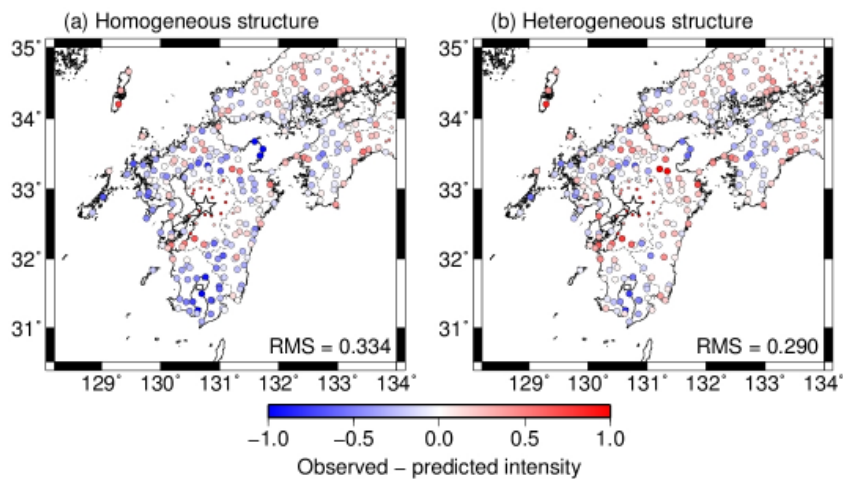 (a) Homogeneous structure
(b) Heterogeneous structure
35°
34°
33°
32°
31°
RMS = 0.334
129° 130° 131° 132° 133° 134°
35°
34°
33°
32°
31°
RMS = 0.290
129° 130° 131° 132° 133° 134°
−1.0 −0.5 0.0 0.5 1.0
Observed − predicted intensity